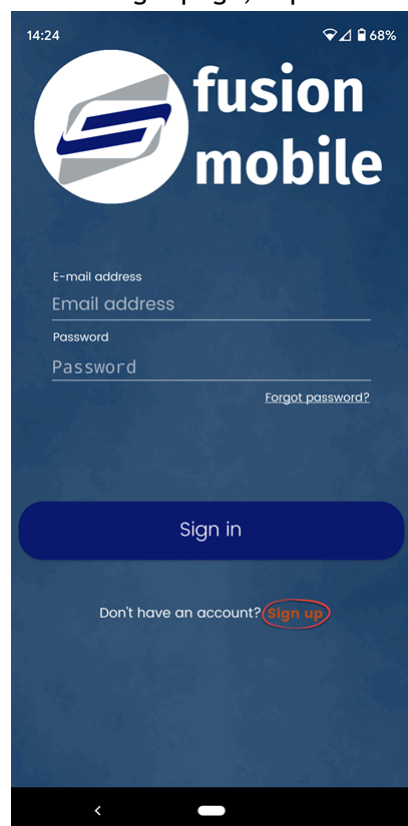 14:24
68%
fusion
mobile
E-mail address
Email address
Password
Password
Forgot password?
Sign in
Don't have an account? Sign up